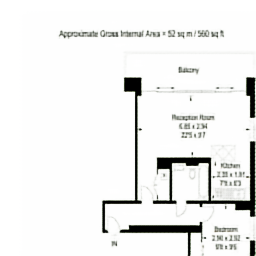 Approximate Gross Internal Area = 52 sq m / 560 sq ft
Balcony
Reception Room
6.85 x 2.94
22'5 x 9'7
Kitchen
2.33 x 1.91
7'8 x 6'3
Bedroom
2.90 x 2.92
9'6 x 9'6
IN